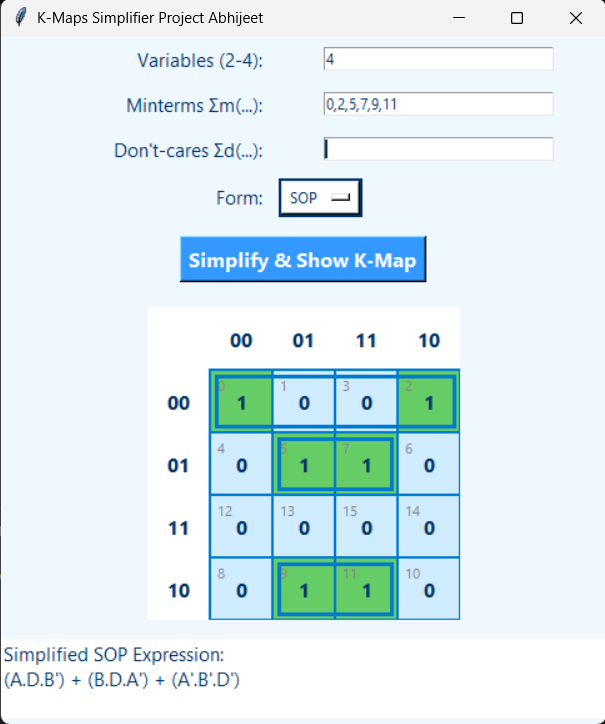 K-Maps Simplifier Project Abhijeet
Variables (2-4): 4
Minterms Σm(...): 0,2,5,7,9,11
Don't-cares Σd(...):
Form: SOP
Simplify & Show K-Map
00 01 11 10
0 1 3 2
00 1 0 0 1
4 5 7 6
01 0 1 1 0
12 13 15 14
11 0 0 0 0
8 9 11 10
10 0 1 1 0
Simplified SOP Expression:
(A.D.B') + (B.D.A') + (A'.B'.D')